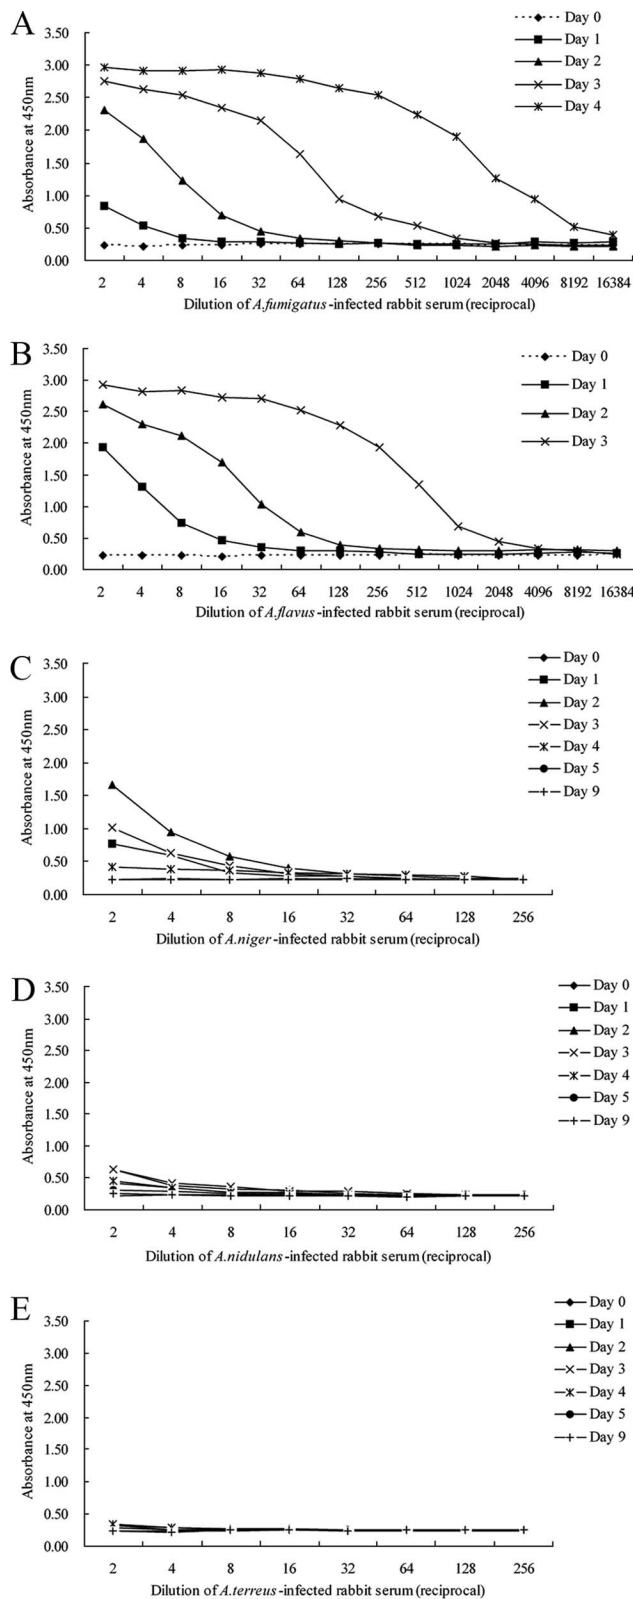 A
Day 0
Day 1
Day 2
Day 3
Day 4
Absorbance at 450nm
3.50
3.00
2.50
2.00
1.50
1.00
0.50
0.00
2 4 8 16 32 64 128 256 512 1024 2048 4096 8192 16384
Dilution of A.fumigatus-infected rabbit serum (reciprocal)
B
Day 0
Day 1
Day 2
Day 3
Absorbance at 450nm
3.50
3.00
2.50
2.00
1.50
1.00
0.50
0.00
2 4 8 16 32 64 128 256 512 1024 2048 4096 8192 16384
Dilution of A.flavus-infected rabbit serum (reciprocal)
C
Day 0
Day 1
Day 2
Day 3
Day 4
Day 5
Day 9
Absorbance at 450nm
3.50
3.00
2.50
2.00
1.50
1.00
0.50
0.00
2 4 8 16 32 64 128 256
Dilution of A.niger-infected rabbit serum (reciprocal)
D
Day 0
Day 1
Day 2
Day 3
Day 4
Day 5
Day 9
Absorbance at 450nm
3.50
3.00
2.50
2.00
1.50
1.00
0.50
0.00
2 4 8 16 32 64 128 256
Dilution of A.nidulans-infected rabbit serum (reciprocal)
E
Day 0
Day 1
Day 2
Day 3
Day 4
Day 5
Day 9
Absorbance at 450nm
3.50
3.00
2.50
2.00
1.50
1.00
0.50
0.00
2 4 8 16 32 64 128 256
Dilution of A.terreus-infected rabbit serum (reciprocal)